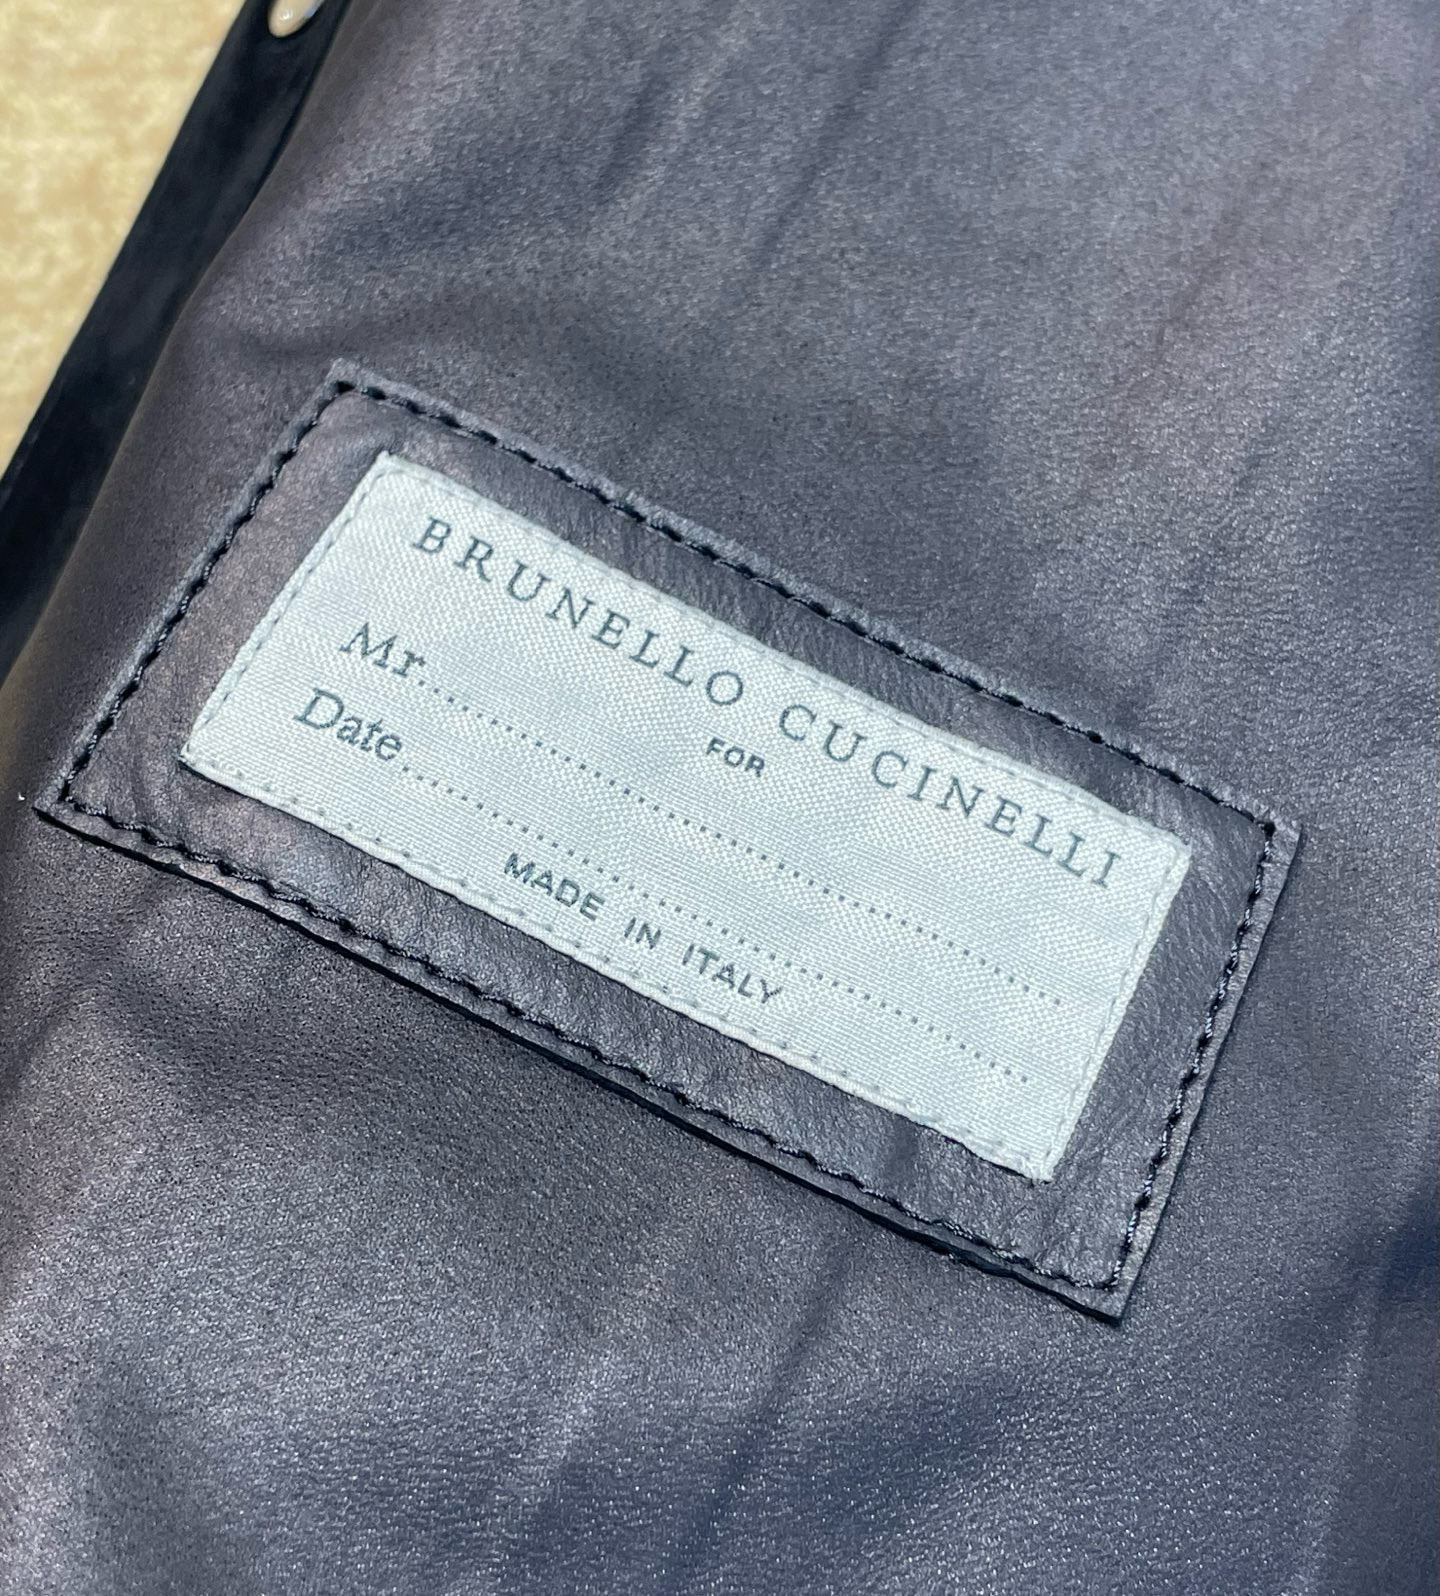 BRUNELLO CUCINELLI
FOR
Mr..........................................................
Date..........................................................
MADE IN ITALY